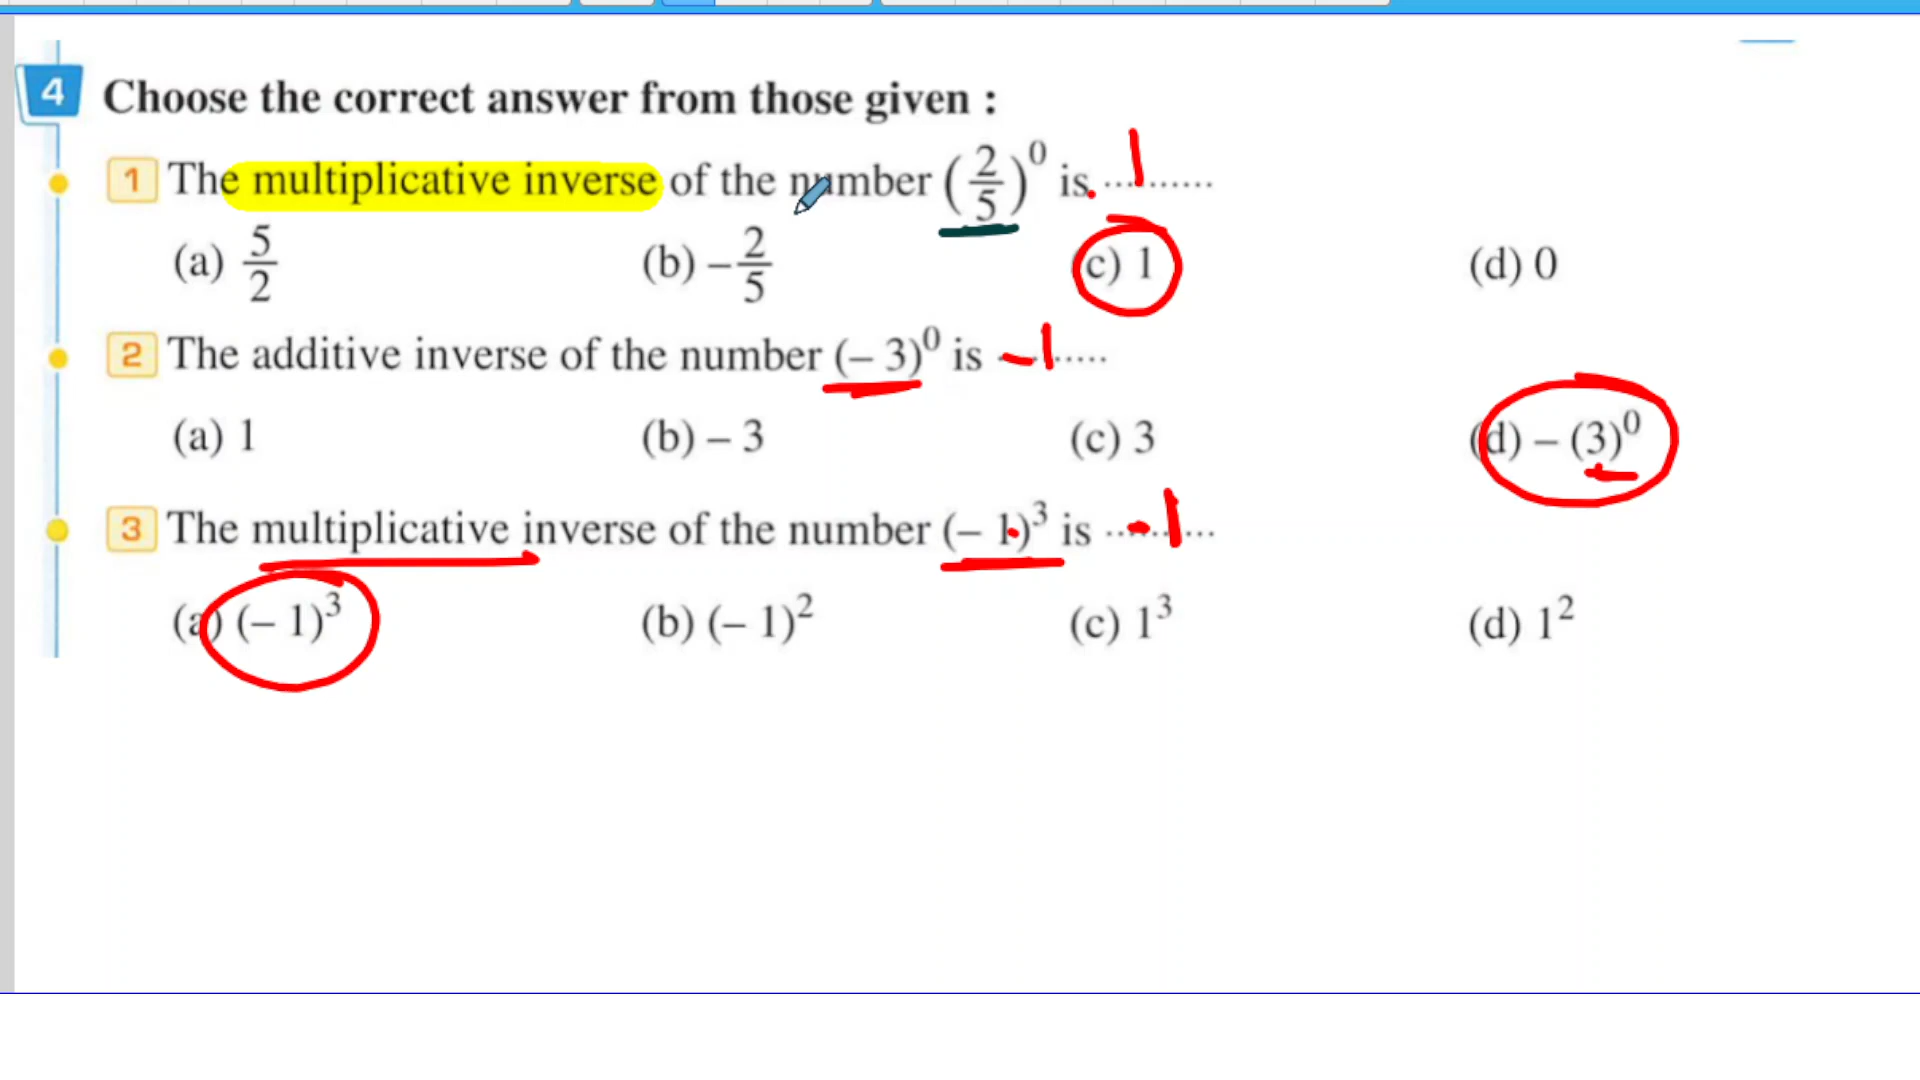 4 Choose the correct answer from those given :
1 The multiplicative inverse of the number (2/5)^0 is. .......... 1
(a) 5/2 (b) – 2/5 (c) 1 (d) 0
2 The additive inverse of the number (– 3)^0 is .......... –1
(a) 1 (b) – 3 (c) 3 (d) – (3)^0
3 The multiplicative inverse of the number (– 1)^3 is .......... -1
(a) (– 1)^3 (b) (– 1)^2 (c) 1^3 (d) 1^2